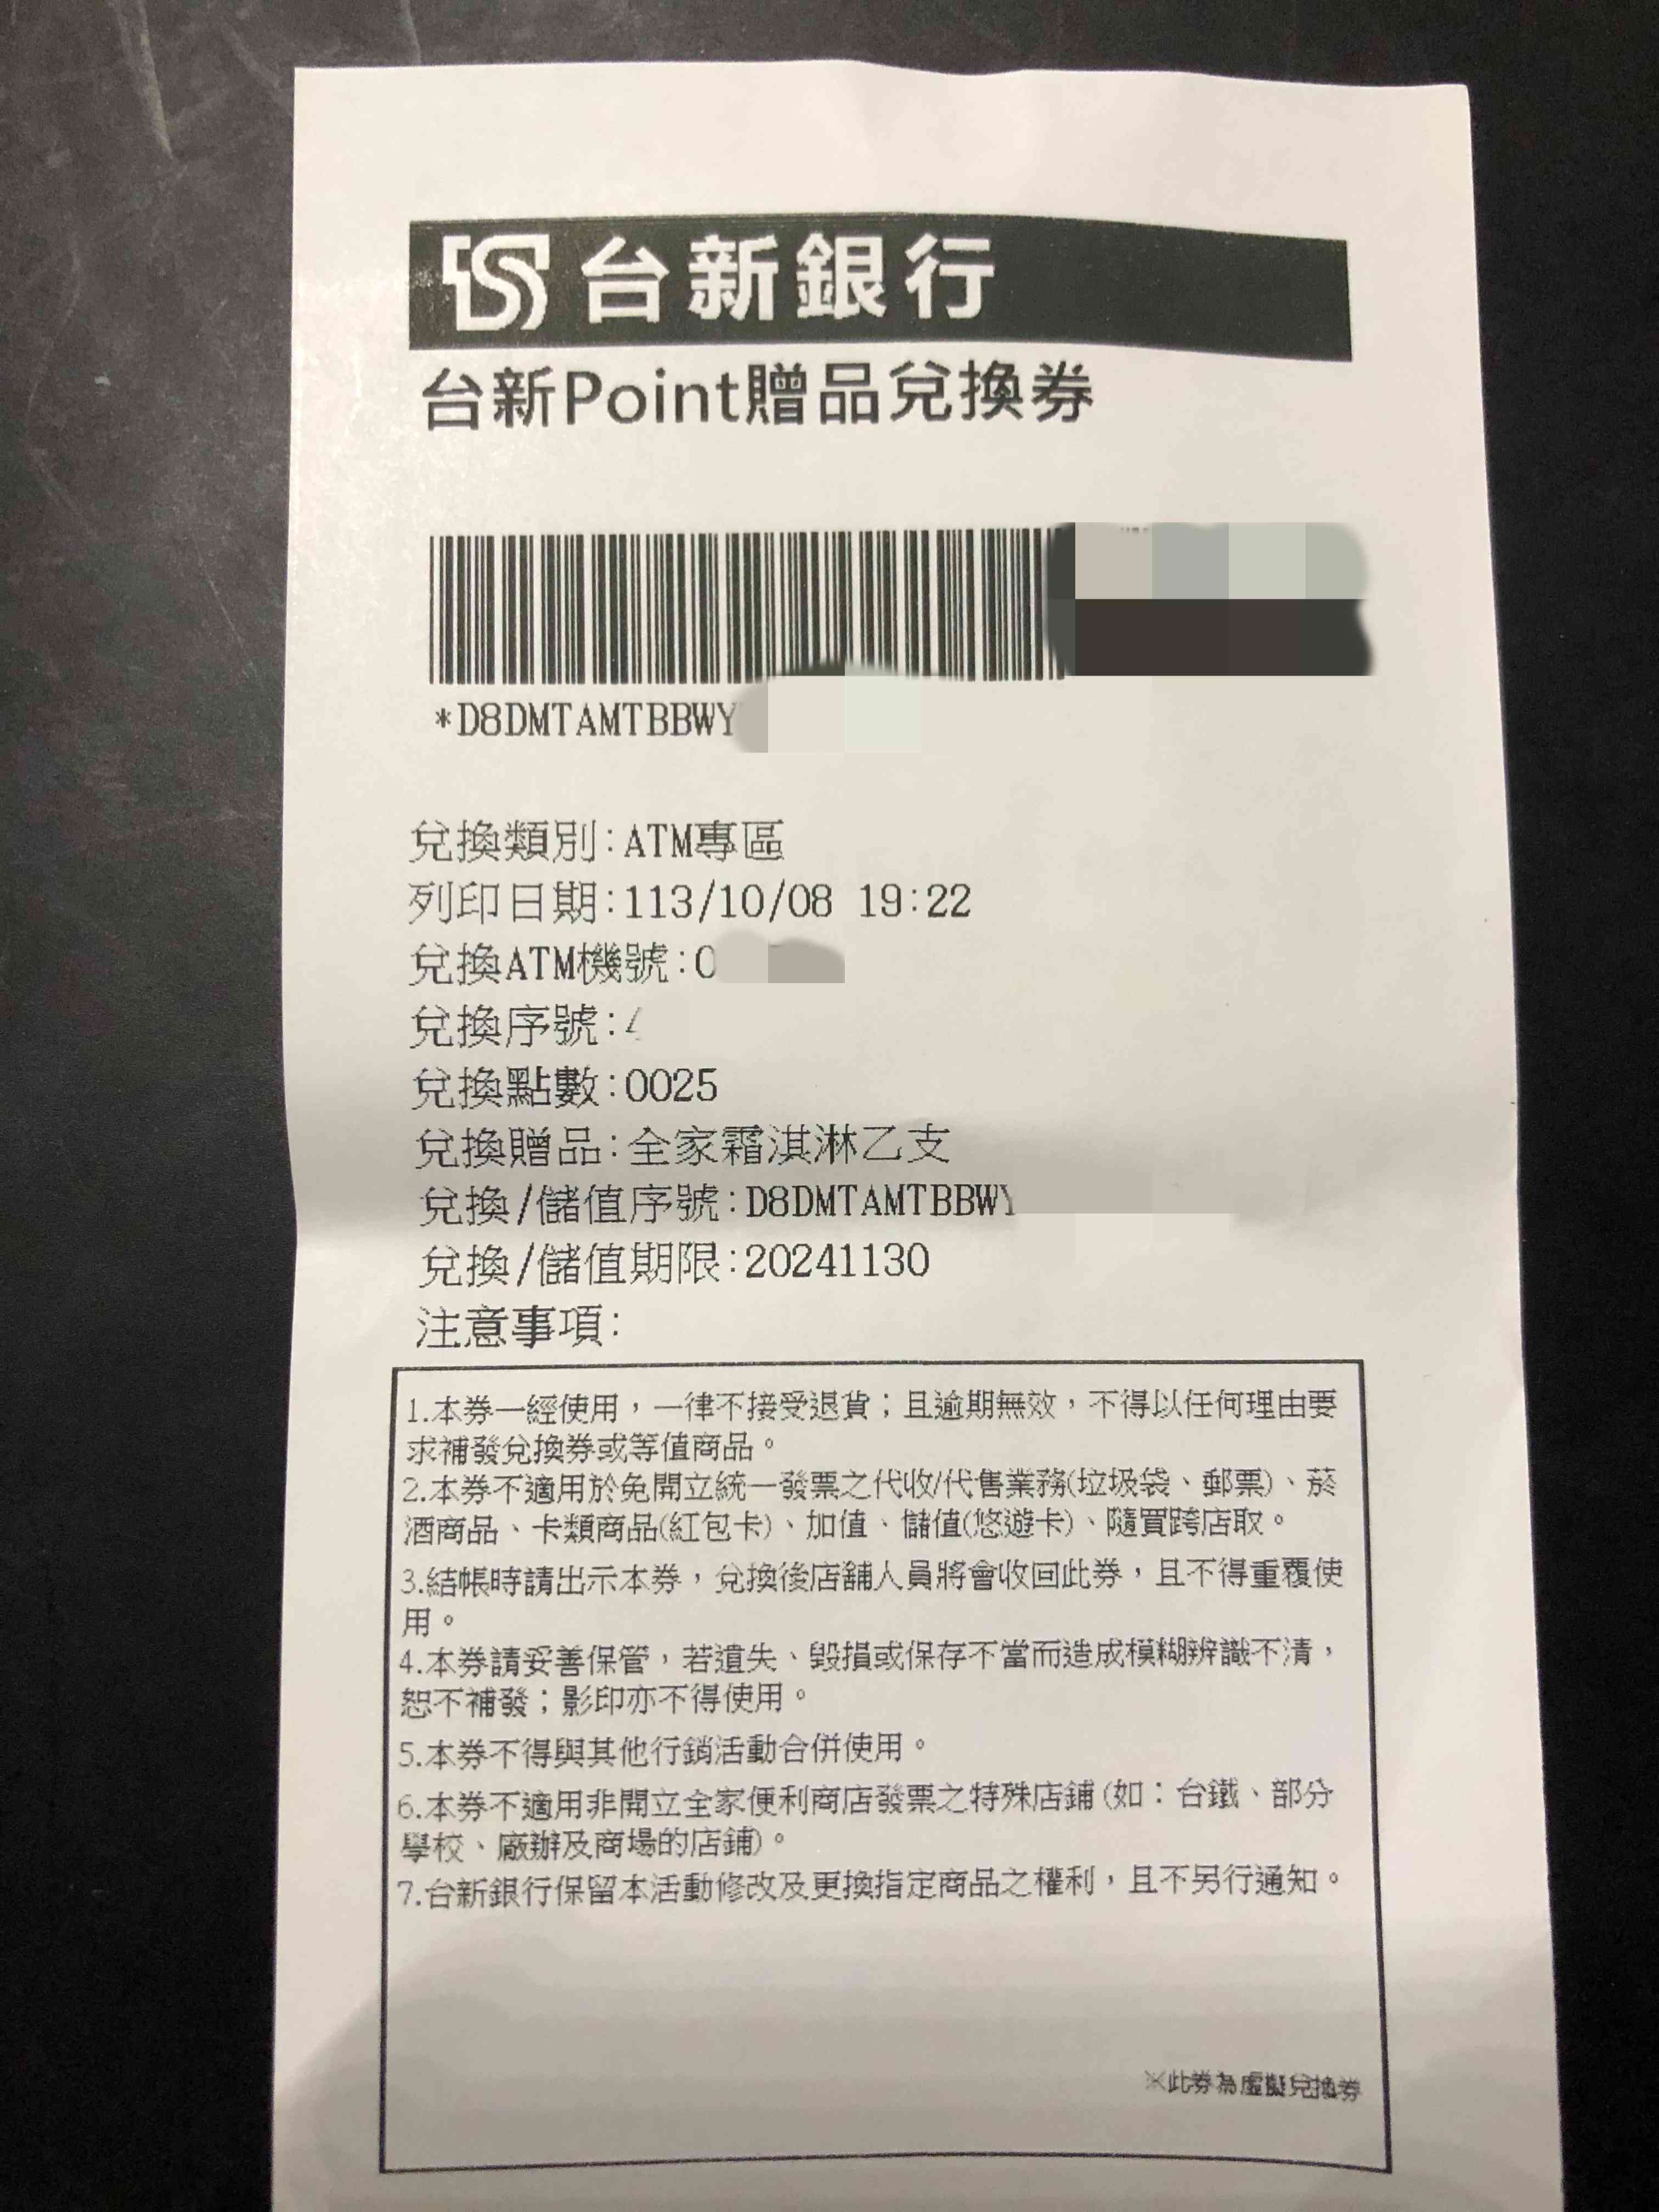 台新銀行
台新Point贈品兌換券
*D8DMTAMTBBWY
兌換類別:ATM專區
列印日期:113/10/08 19:22
兌換ATM機號:0
兌換序號:
兌換點數:0025
兌換贈品:全家霜淇淋乙支
兌換/儲值序號:D8DMTAMTBBWY
兌換/儲值期限:20241130
注意事項:
1.本券一經使用，一律不接受退貨；且逾期無效，不得以任何理由要
求補發兌換券或等值商品。
2.本券不適用於免開立統一發票之代收/代售業務(垃圾袋、郵票)、菸
酒商品、卡類商品(紅包卡)、加值、儲值(悠遊卡)、隨買跨店取。
3.結帳時請出示本券，兌換後店舖人員將會收回此券，且不得重覆使
用。
4.本券請妥善保管，若遺失、毀損或保存不當而造成模糊辨識不清，
恕不補發；影印亦不得使用。
5.本券不得與其他行銷活動合併使用。
6.本券不適用非開立全家便利商店發票之特殊店鋪(如：台鐵、部分
學校、廠辦及商場的店鋪)。
7.台新銀行保留本活動修改及更換指定商品之權利，且不另行通知。
※此券為虛擬兌換券